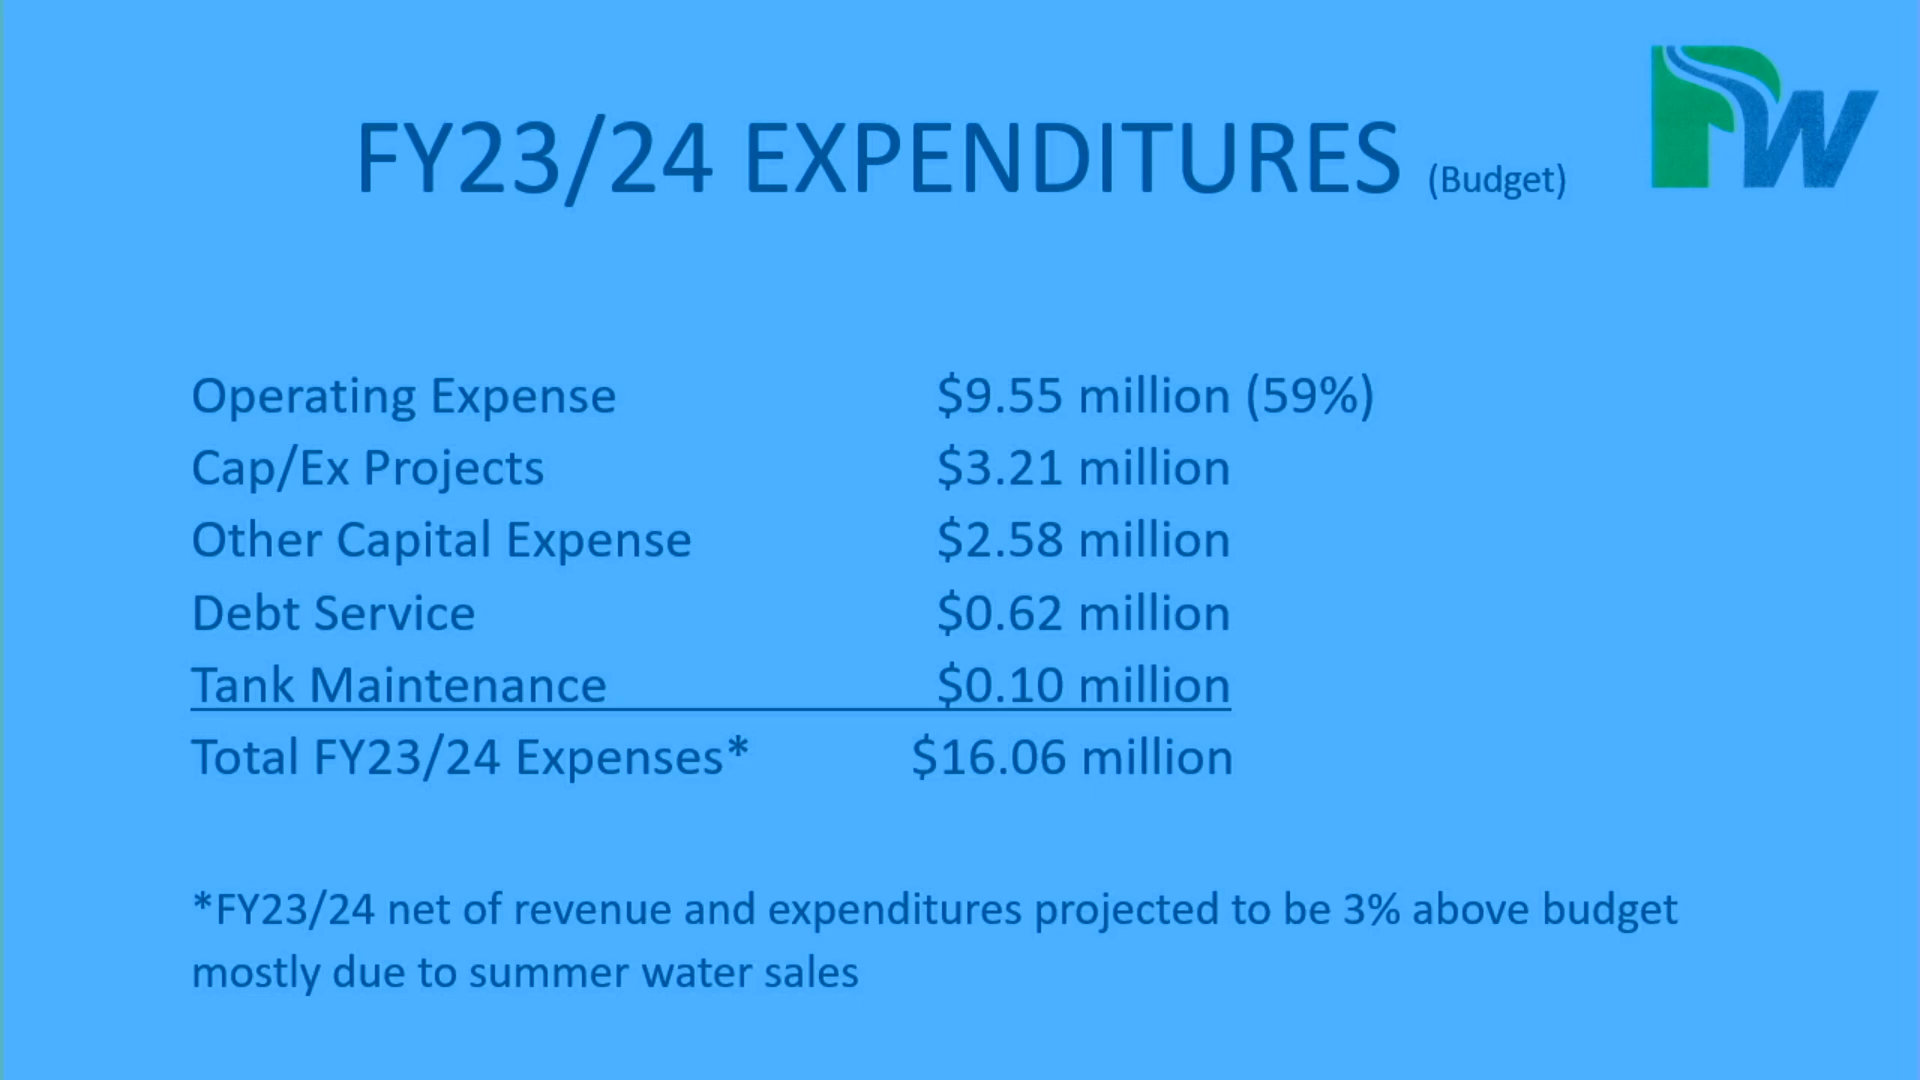 PW
FY23/24 EXPENDITURES (Budget)
Operating Expense $9.55 million (59%)
Cap/Ex Projects $3.21 million
Other Capital Expense $2.58 million
Debt Service $0.62 million
Tank Maintenance $0.10 million
Total FY23/24 Expenses* $16.06 million
*FY23/24 net of revenue and expenditures projected to be 3% above budget
mostly due to summer water sales